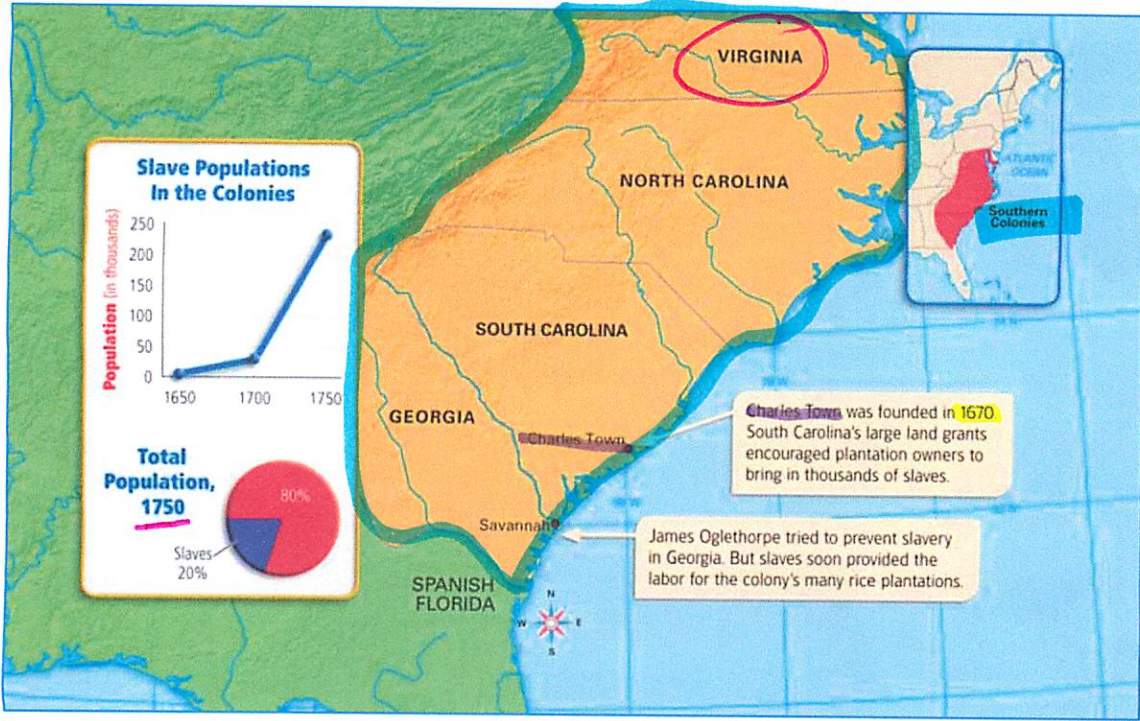 VIRGINIA
NORTH CAROLINA
SOUTH CAROLINA
GEORGIA
Charles Town
Savannah
SPANISH
FLORIDA
N
W
E
S
Slave Populations
In the Colonies
Population (in thousands)
250
200
150
100
50
0
1650
1700
1750
Total
Population,
1750
80%
Slaves
20%
ATLANTIC
OCEAN
Southern
Colonies
Charles Town was founded in 1670.
South Carolina's large land grants
encouraged plantation owners to
bring in thousands of slaves.
James Oglethorpe tried to prevent slavery
in Georgia. But slaves soon provided the
labor for the colony's many rice plantations.